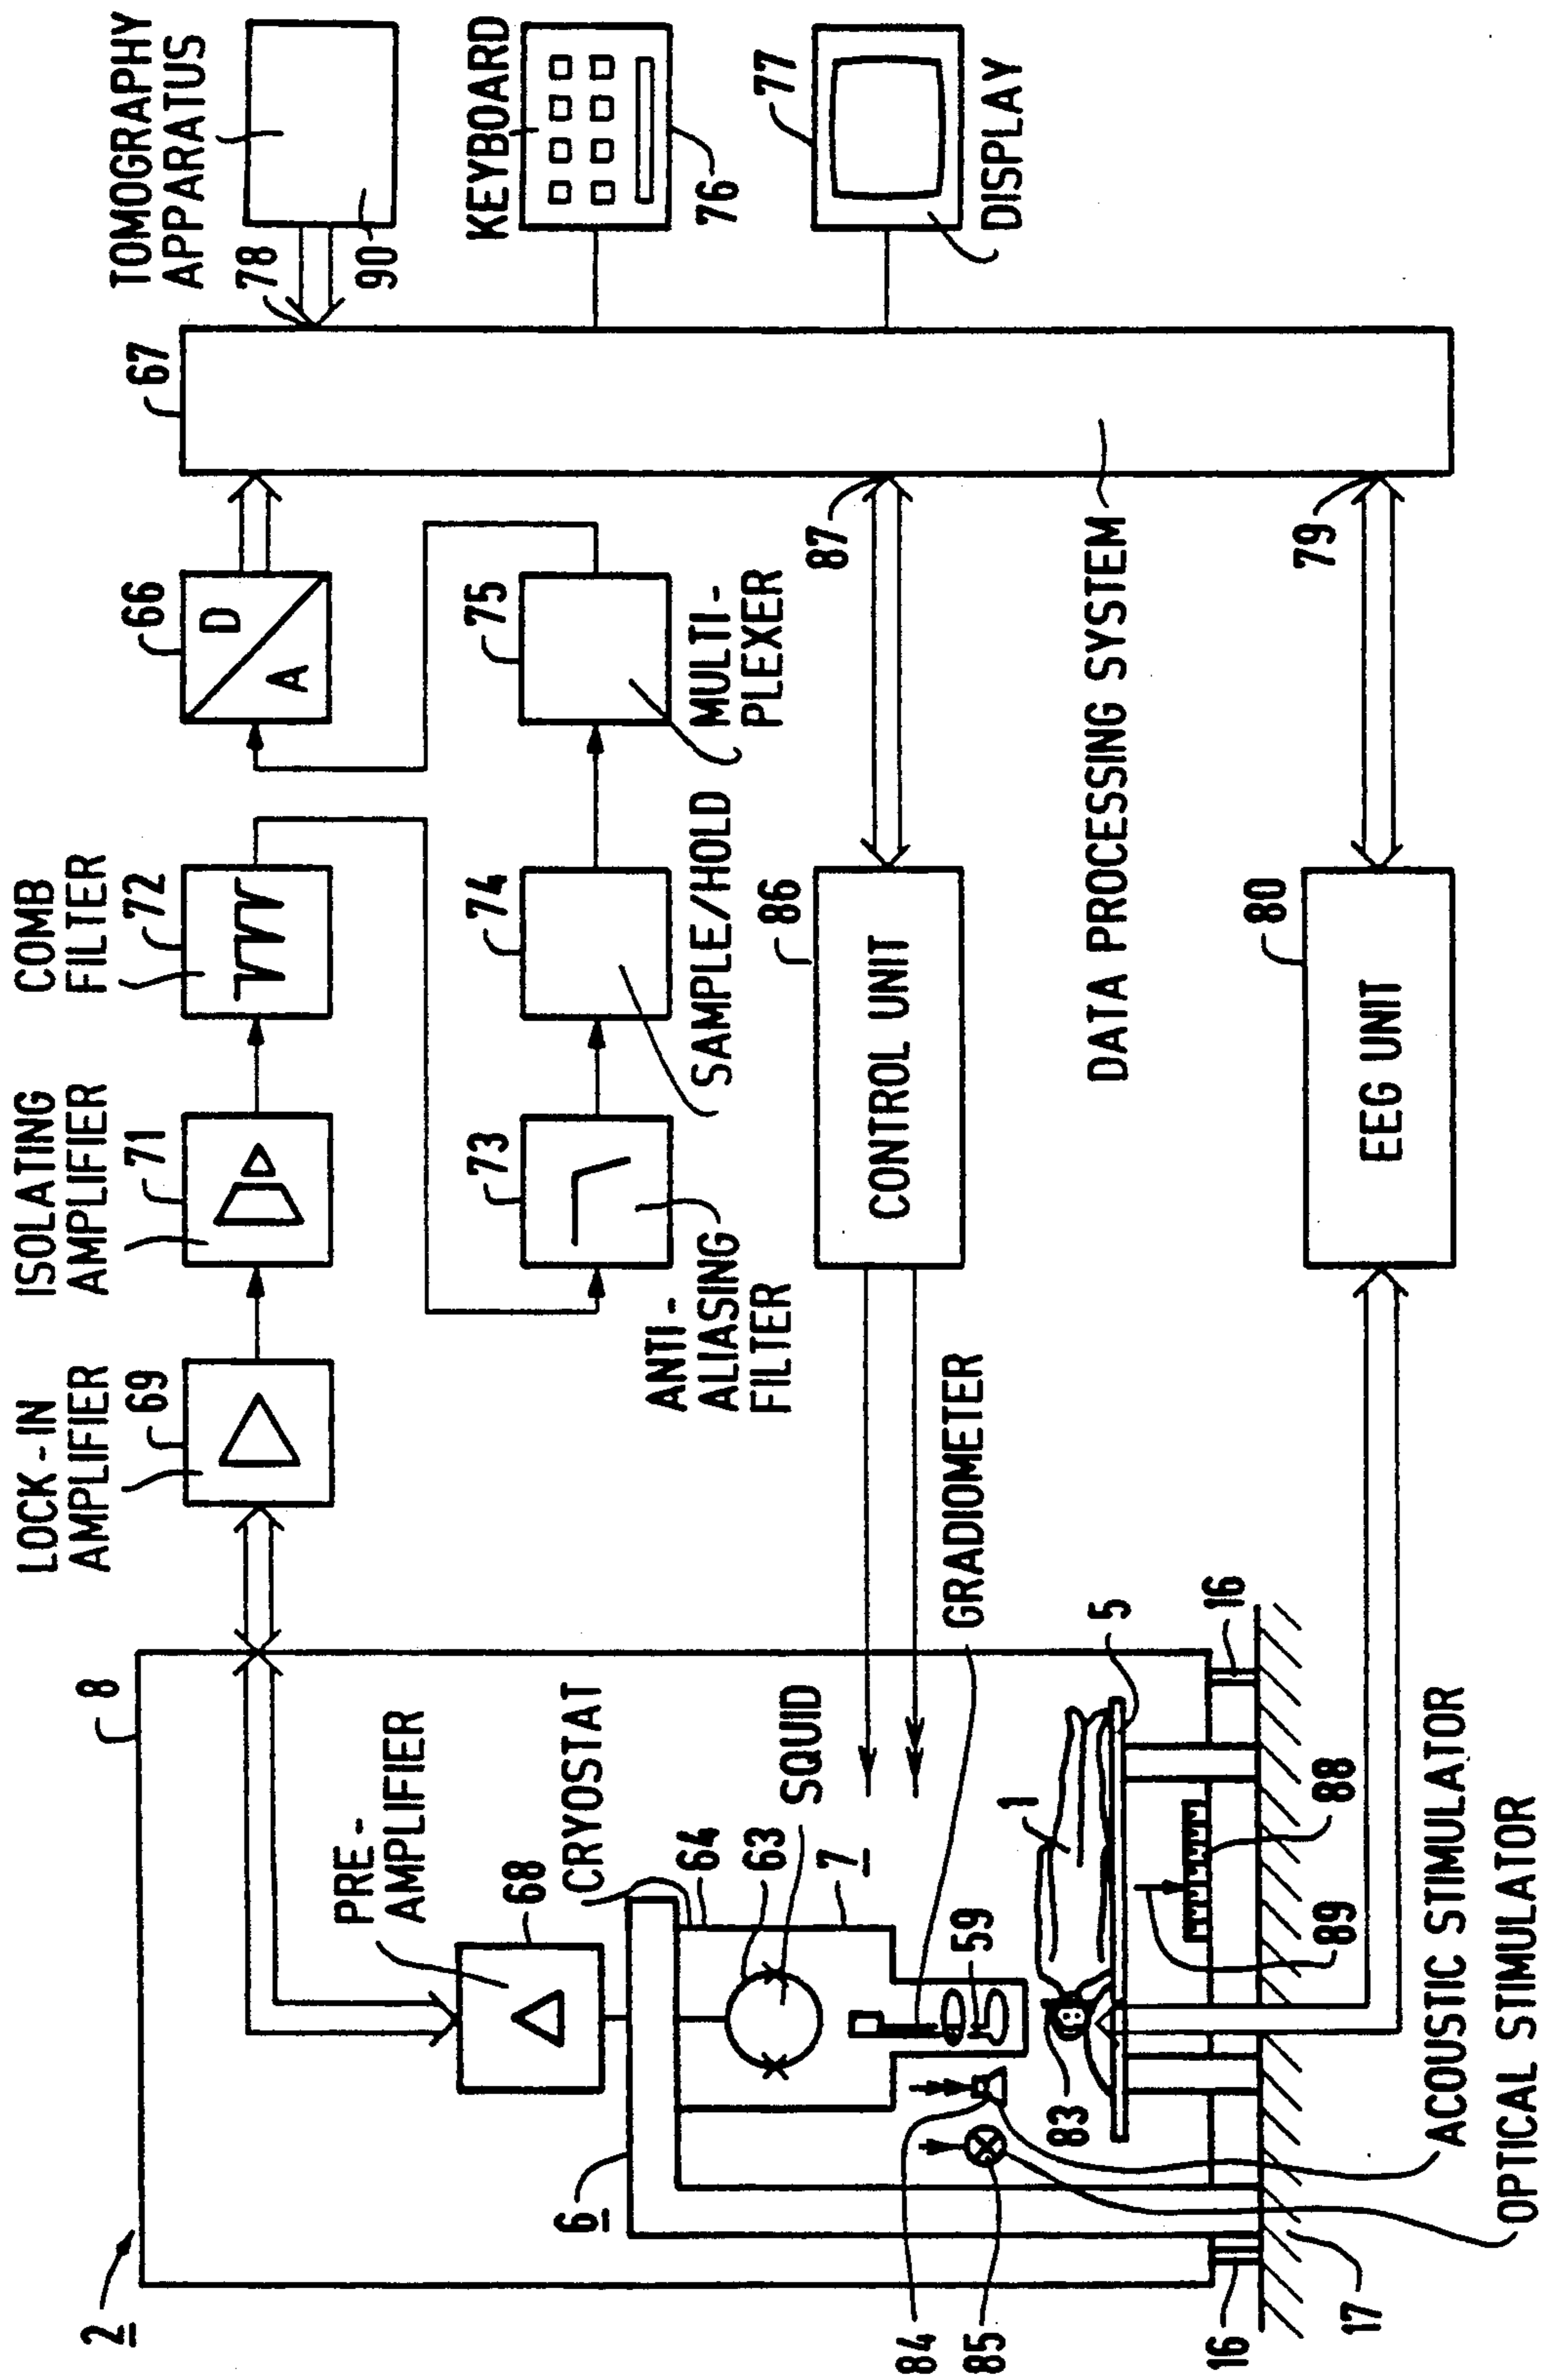 LOCK-IN
AMPLIFIER
69
ISOLATING
AMPLIFIER
71
COMB
FILTER
72
66
D
A
67
TOMOGRAPHY
APPARATUS
78
90
KEYBOARD
76
77
DISPLAY
73
ANTI-
ALIASING
FILTER
74
SAMPLE/HOLD
75
MULTI-
PLEXER
86
CONTROL UNIT
87
DATA PROCESSING SYSTEM
79
80
EEG UNIT
2
8
PRE-
AMPLIFIER
68
CRYOSTAT
64
63
SQUID
7
6
59
GRADIOMETER
84
85
83
1
5
16
16
17
89
88
ACOUSTIC STIMULATOR
OPTICAL STIMULATOR